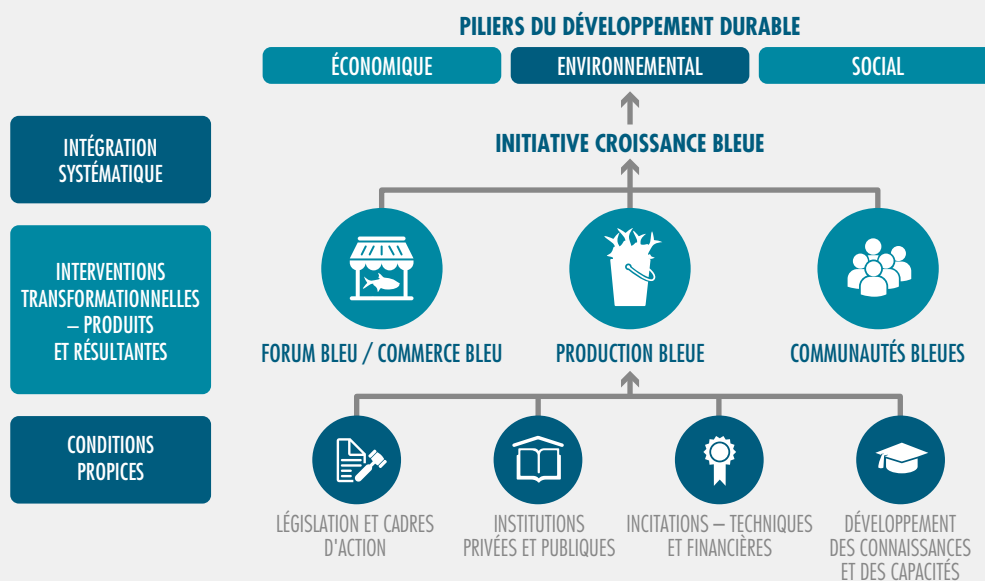 PILIERS DU DÉVELOPPEMENT DURABLE
ÉCONOMIQUE
ENVIRONNEMENTAL
SOCIAL
INTÉGRATION
SYSTÉMATIQUE
INITIATIVE CROISSANCE BLEUE
INTERVENTIONS
TRANSFORMATIONNELLES
– PRODUITS
ET RÉSULTANTES
FORUM BLEU / COMMERCE BLEU
PRODUCTION BLEUE
COMMUNAUTÉS BLEUES
CONDITIONS
PROPICES
LÉGISLATION ET CADRES
D'ACTION
INSTITUTIONS
PRIVÉES ET PUBLIQUES
INCITATIONS – TECHNIQUES
ET FINANCIÈRES
DÉVELOPPEMENT
DES CONNAISSANCES
ET DES CAPACITÉS